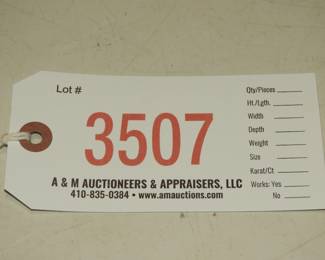 Lot #
3507
A & M AUCTIONEERS & APPRAISERS, LLC
410-835-0384 • www.amauctions.com
Qty/Pieces
Ht./Lgth.
Width
Depth
Weight
Size
Karat/Ct
Works: Yes
No